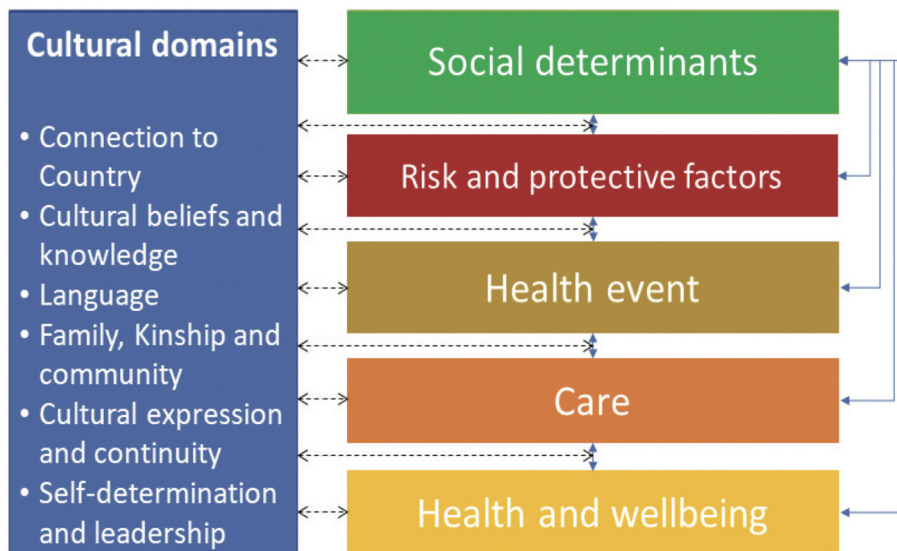 Cultural domains
• Connection to
Country
• Cultural beliefs and
knowledge
• Language
• Family, Kinship and
community
• Cultural expression
and continuity
• Self-determination
and leadership
Social determinants
Risk and protective factors
Health event
Care
Health and wellbeing